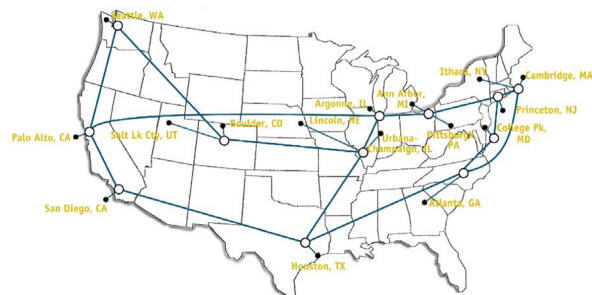 Seattle, WA
Ithaca, NY
Cambridge, MA
Ann Arbor,
MI
Argonne, IL
Princeton, NJ
Palo Alto, CA
Salt Lk Cty, UT
Boulder, CO
Lincoln, NE
Urbana-
Champaign, IL
Pittsburgh,
PA
College Pk,
MD
San Diego, CA
Atlanta, GA
Houston, TX